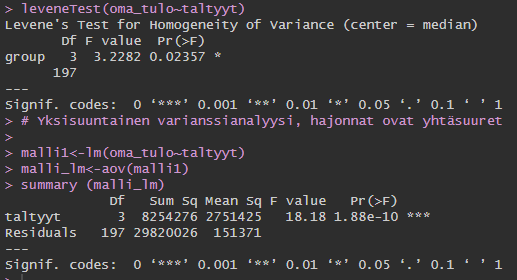 > leveneTest(oma_tulo~taltyyt)
Levene's Test for Homogeneity of Variance (center = median)
Df F value Pr(>F)
group 3 3.2282 0.02357 *
197
---
Signif. codes: 0 ‘***’ 0.001 ‘**’ 0.01 ‘*’ 0.05 ‘.’ 0.1 ‘ ’ 1
> # Yksisuuntainen varianssianalyysi, hajonnat ovat yhtäsuuret
>
> malli1<-lm(oma_tulo~taltyyt)
> malli_lm<-aov(malli1)
> summary (malli_lm)
Df Sum Sq Mean Sq F value Pr(>F)
taltyyt 3 8254276 2751425 18.18 1.88e-10 ***
Residuals 197 29820026 151371
---
Signif. codes: 0 ‘***’ 0.001 ‘**’ 0.01 ‘*’ 0.05 ‘.’ 0.1 ‘ ’ 1